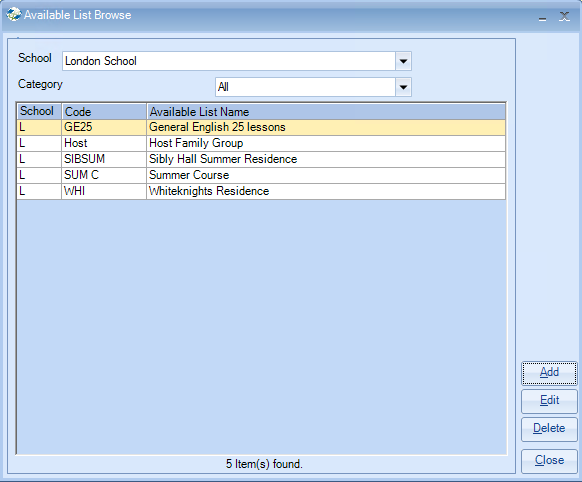 Available List Browse
School London School
Category All
School Code Available List Name
L GE25 General English 25 lessons
L Host Host Family Group
L SIBSUM Sibly Hall Summer Residence
L SUM C Summer Course
L WHI Whiteknights Residence
Add
Edit
Delete
Close
5 Item(s) found.